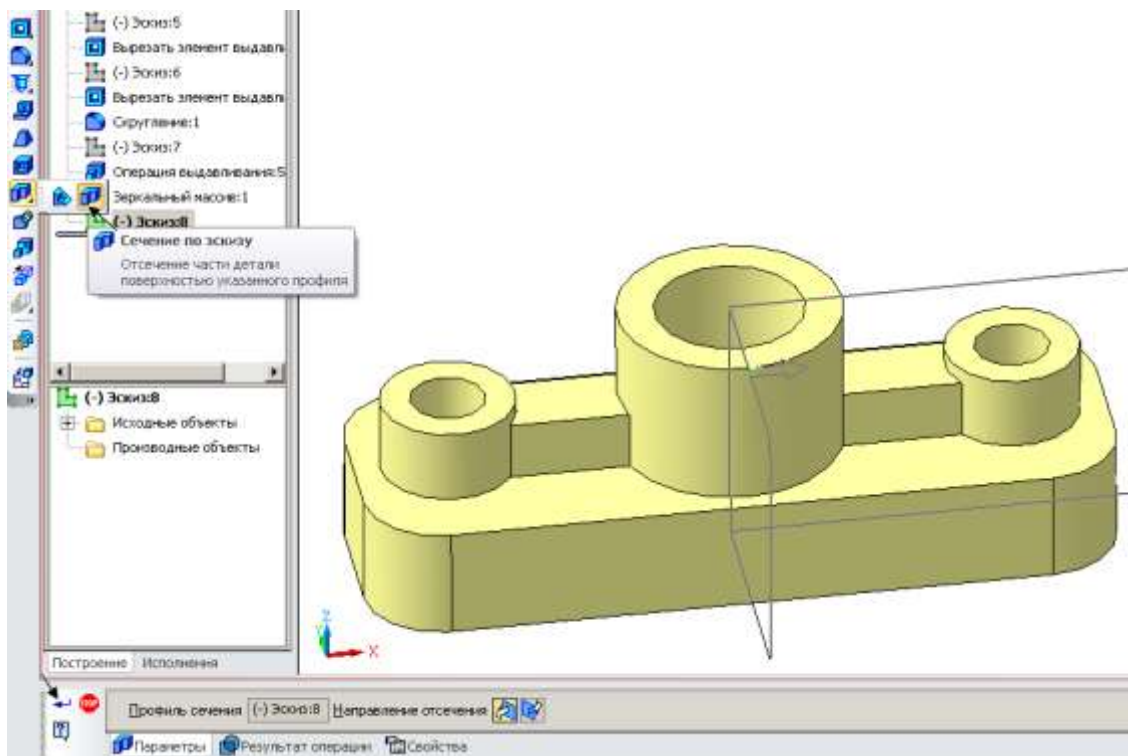 (-) Эскиз:5
Вырезать элемент выдавл
(-) Эскиз:6
Вырезать элемент выдавл
Скругление:1
(-) Эскиз:7
Операция выдавливания:5
Зеркальный массив:1
(-) Эскиз:8
Сечение по эскизу
Отсечение части детали
поверхностью указанного профиля
(-) Эскиз:8
Исходные объекты
Производные объекты
Z
X
Построение Исполнения
STOP
Профиль сечения (-) Эскиз:8 Направление отсечения
Параметры Результат операции Свойства